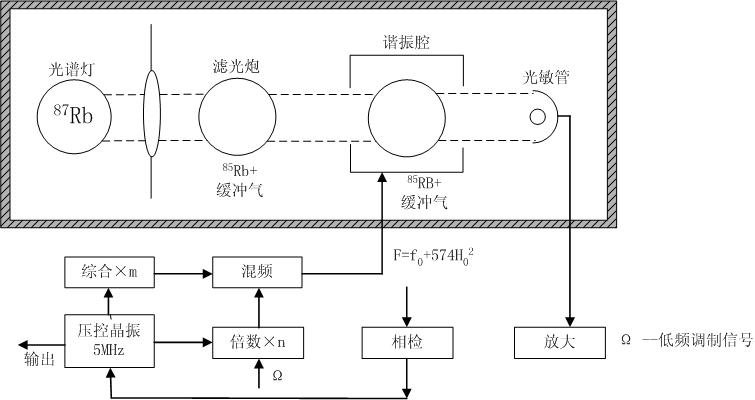 谐振腔
光谱灯
滤光炮
光敏管
⁸⁷Rb
⁸⁵Rb+
缓冲气
⁸⁵RB+
缓冲气
F=f₀+574H₀²
综合×m
混频
压控晶振
5MHz
倍数×n
相检
放大
Ω --低频调制信号
输出
Ω